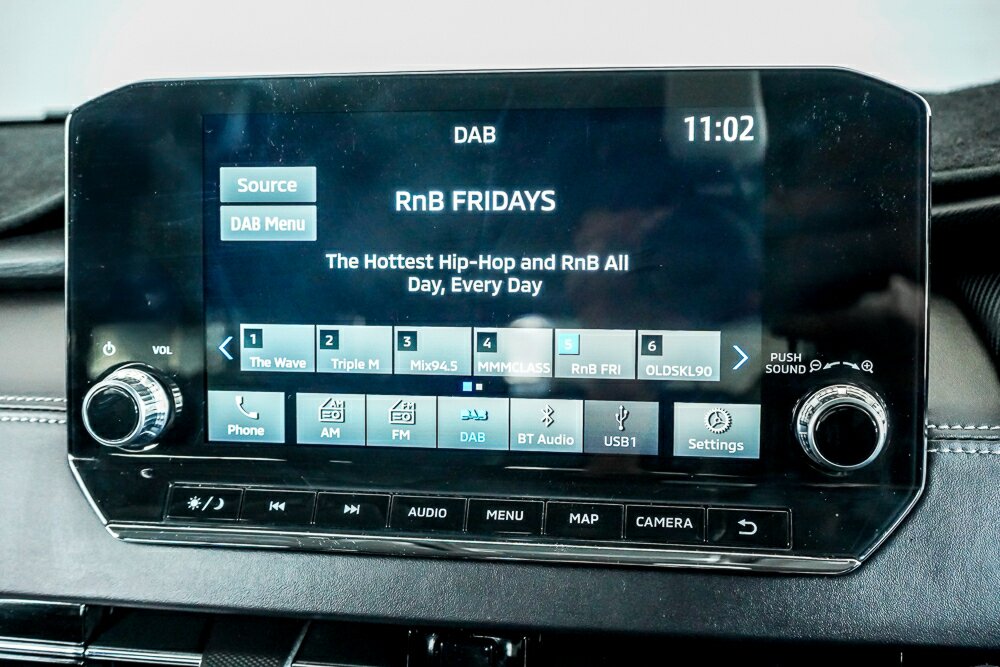 DAB
11:02
Source
DAB Menu
RnB FRIDAYS
The Hottest Hip-Hop and RnB All
Day, Every Day
1
The Wave
2
Triple M
3
Mix94.5
4
MMMCLASS
5
RnB FRI
6
OLDSKL90
VOL
PUSH
SOUND
Phone
AM
AM
FM
FM
DAB
BT Audio
USB1
Settings
AUDIO
MENU
MAP
CAMERA